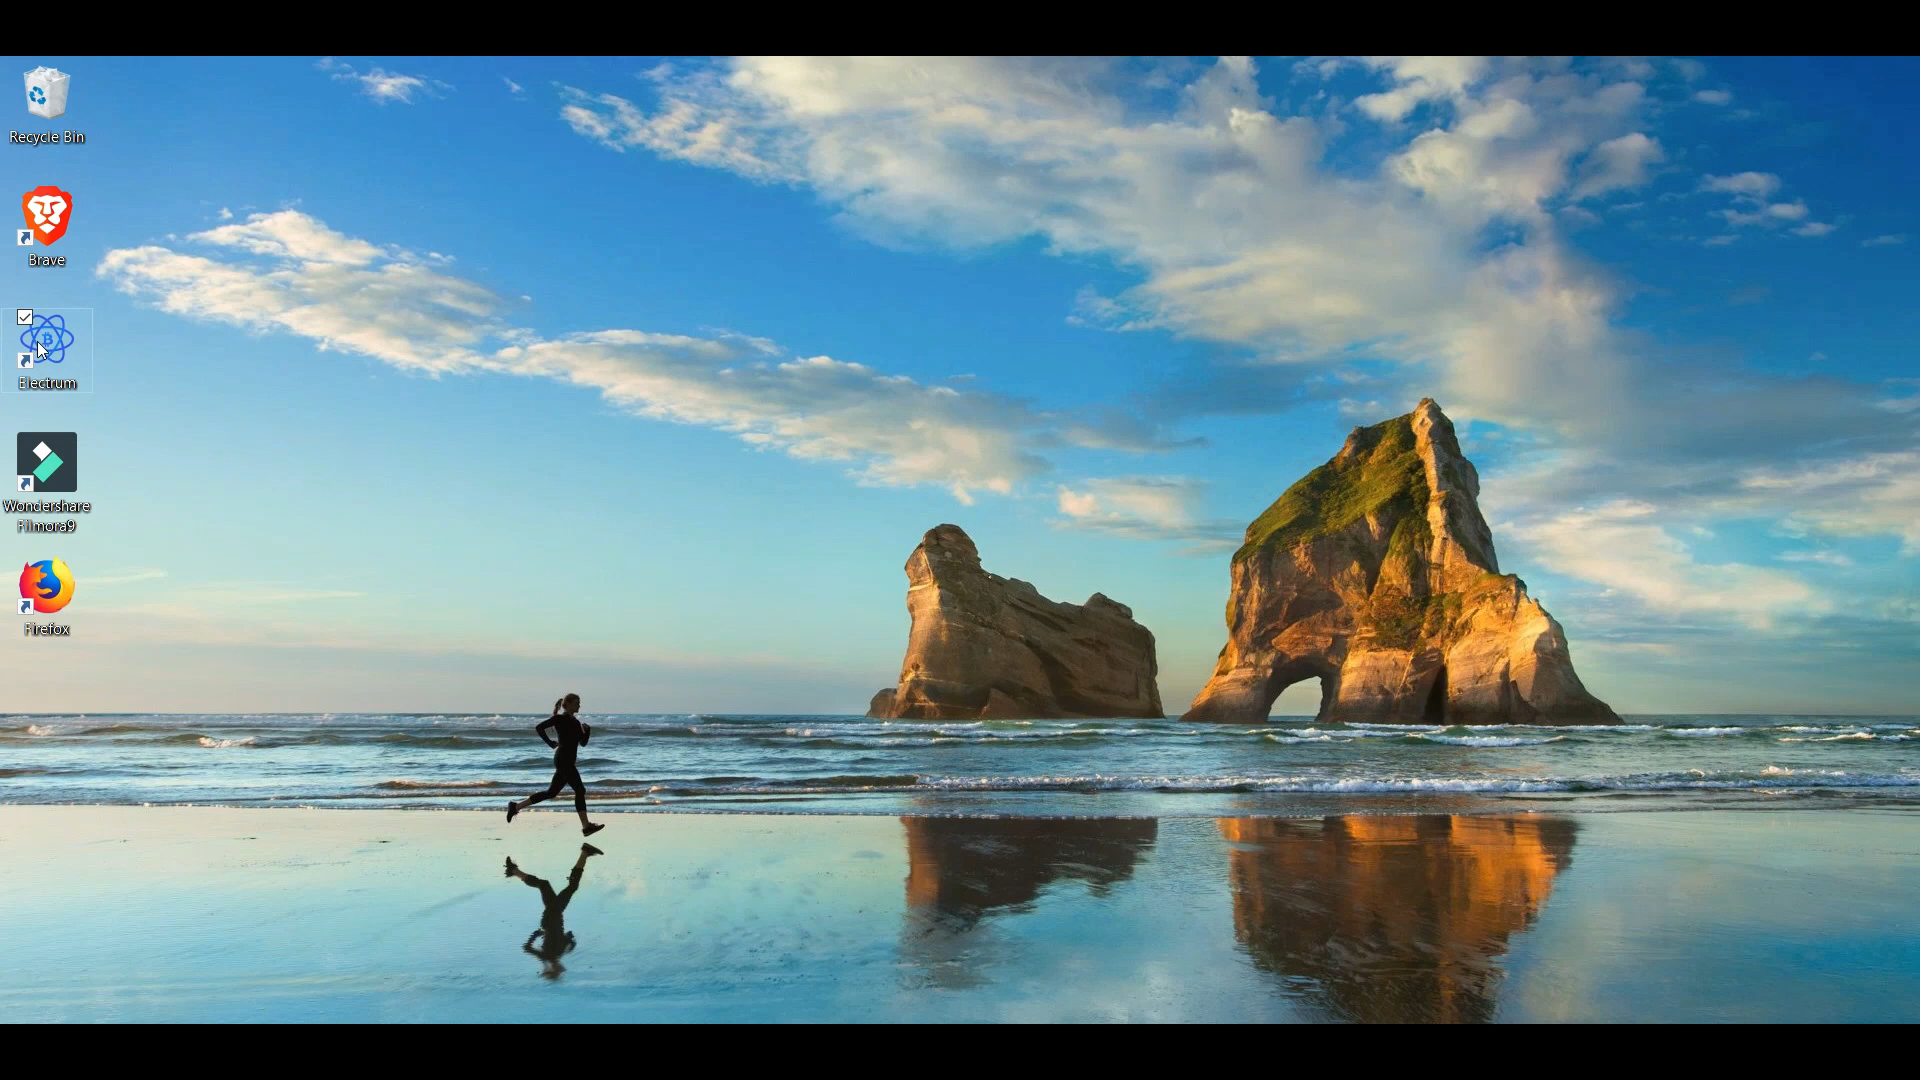 Recycle Bin
Brave
Electrum
Wondershare
Filmora9
Firefox